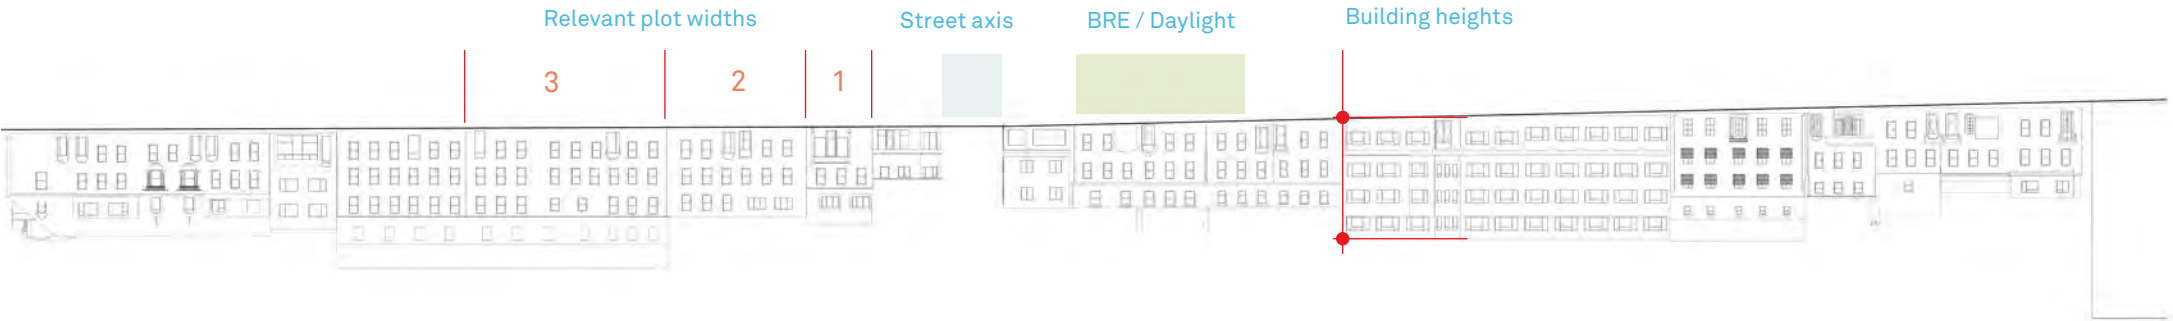 Relevant plot widths
Street axis
BRE / Daylight
Building heights
3
2
1